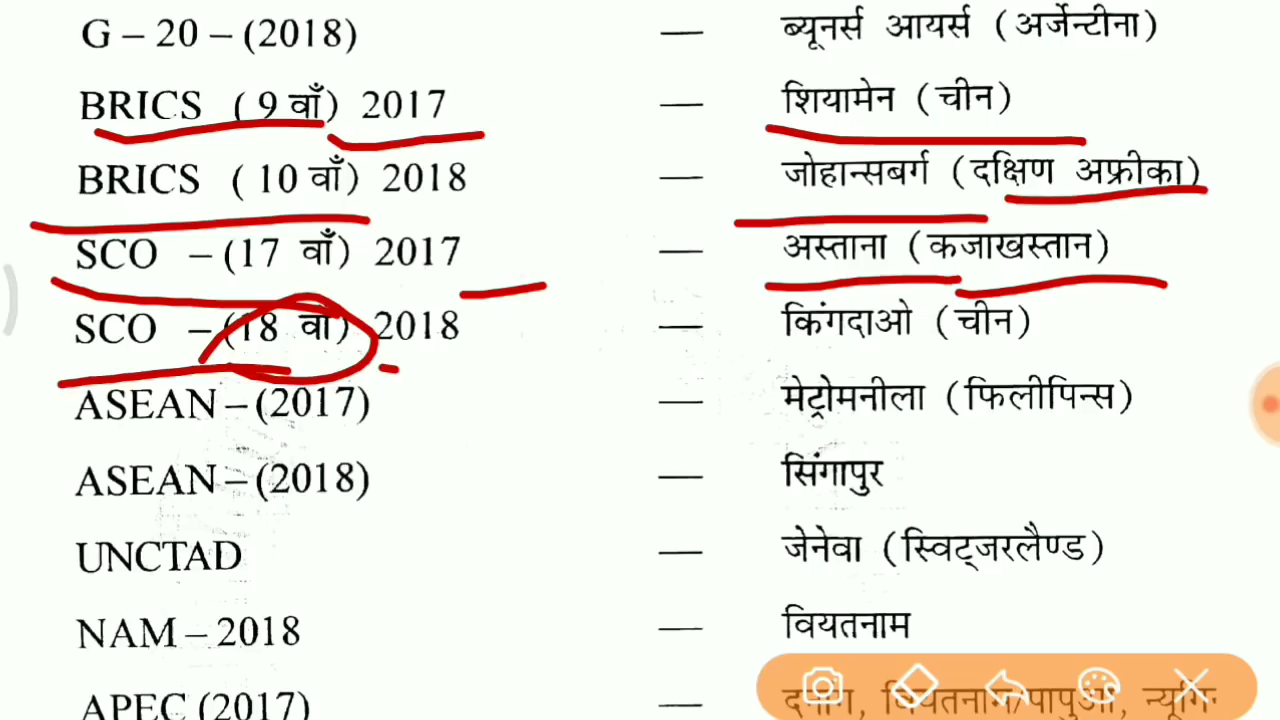 G – 20 – (2018) — ब्यूनर्स आयर्स (अर्जेन्टीना)
BRICS (9 वाँ) 2017 — शियामेन (चीन)
BRICS (10 वाँ) 2018 — जोहान्सबर्ग (दक्षिण अफ्रीका)
SCO – (17 वाँ) 2017 — अस्ताना (कजाखस्तान)
SCO – (18 वाँ) 2018 — किंगदाओ (चीन)
ASEAN – (2017) — मेट्रोमनीला (फिलीपिन्स)
ASEAN – (2018) — सिंगापुर
UNCTAD — जेनेवा (स्विट्जरलैण्ड)
NAM – 2018 — वियतनाम
APEC (2017) — वियतनाम/पापुआ,